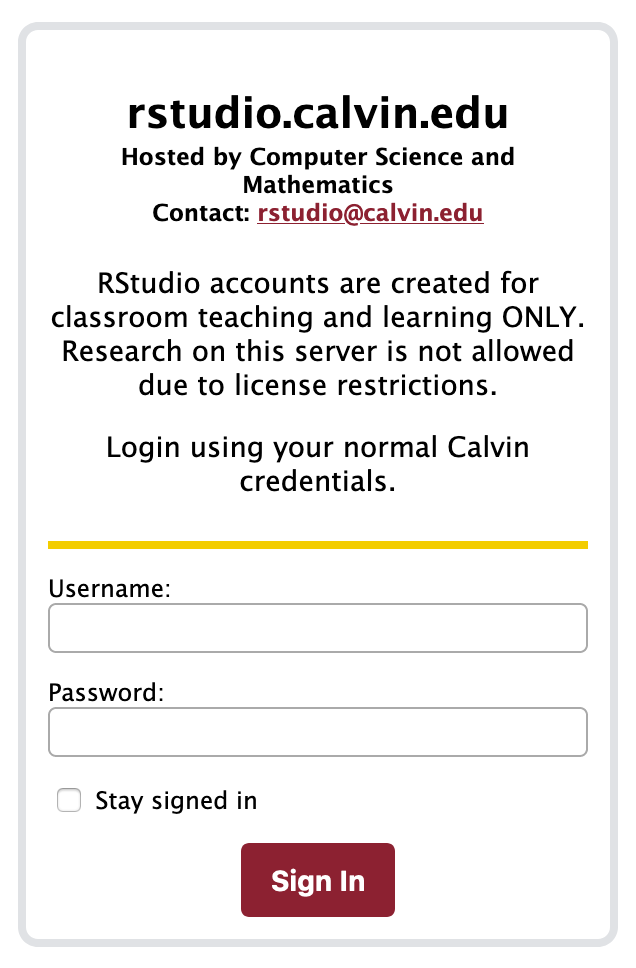 rstudio.calvin.edu
Hosted by Computer Science and
Mathematics
Contact: rstudio@calvin.edu
RStudio accounts are created for
classroom teaching and learning ONLY.
Research on this server is not allowed
due to license restrictions.
Login using your normal Calvin
credentials.
Username:
Password:
Stay signed in
Sign In